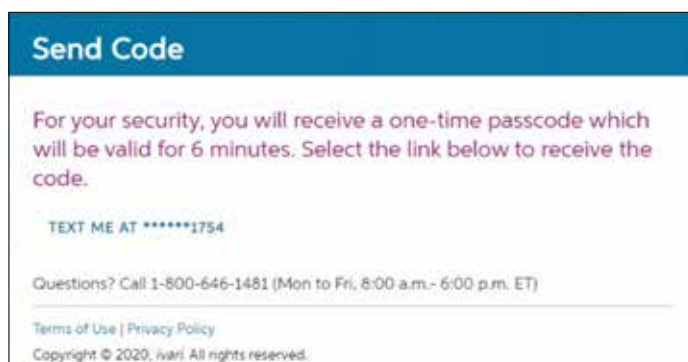 Send Code
For your security, you will receive a one-time passcode which
will be valid for 6 minutes. Select the link below to receive the
code.
TEXT ME AT ******1754
Questions? Call 1-800-646-1481 (Mon to Fri, 8:00 a.m.- 6:00 p.m. ET)
Terms of Use | Privacy Policy
Copyright © 2020, ivari. All rights reserved.